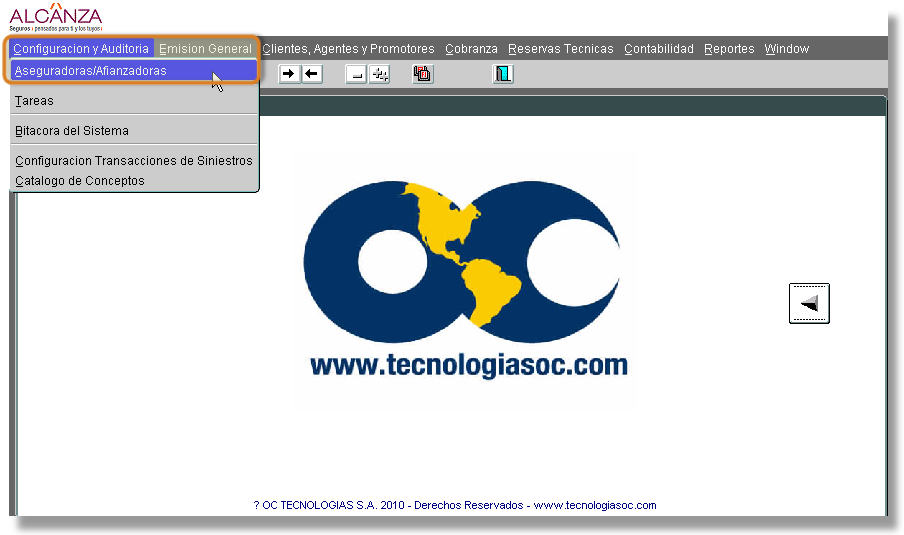 ALCANZA
Seguros pensados para ti y los tuyos
Configuracion y Auditoria Emision General Clientes, Agentes y Promotores Cobranza Reservas Tecnicas Contabilidad Reportes Window
Aseguradoras/Afianzadoras
Tareas
Bitacora del Sistema
Configuracion Transacciones de Siniestros
Catalogo de Conceptos
OC
www.tecnologiasoc.com
? OC TECNOLOGIAS S.A. 2010 - Derechos Reservados - www.tecnologiasoc.com